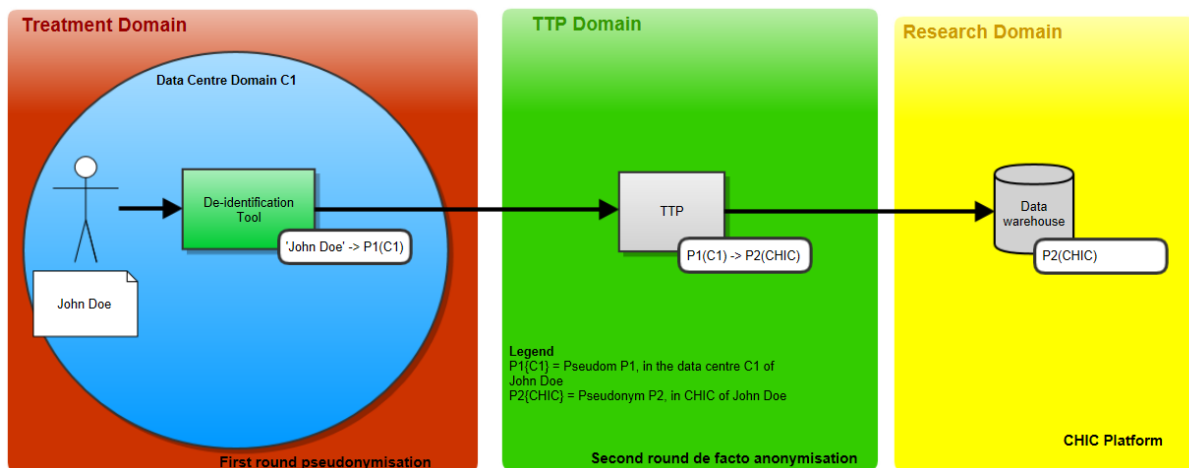 Treatment Domain
Data Centre Domain C1
De-identification
Tool
'John Doe' -> P1(C1)
John Doe
First round pseudonymisation
TTP Domain
TTP
P1(C1) -> P2(CHIC)
Legend
P1{C1} = Pseudom P1, in the data centre C1 of
John Doe
P2{CHIC} = Pseudonym P2, in CHIC of John Doe
Second round de facto anonymisation
Research Domain
Data
warehouse
P2(CHIC)
CHIC Platform